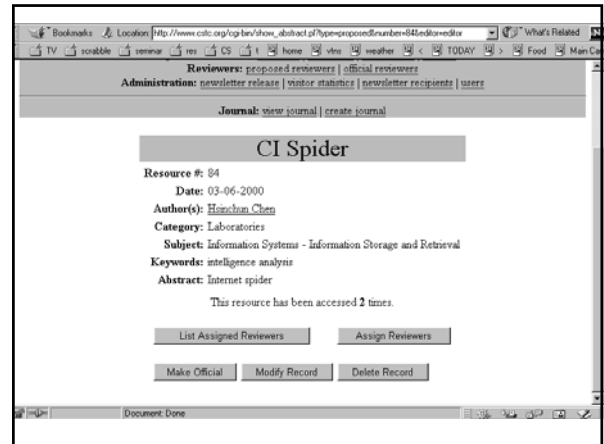 Bookmarks Location: http://www.cstc.org/cgi-bin/show_abstract.pl?type=proposed&number=84&editor=editor What's Related
TV scrabble seminar res CS t home vtns weather < TODAY > Food Main Car
Reviewers: proposed reviewers | official reviewers
Administration: newsletter release | visitor statistics | newsletter recipients | users
Journal: view journal | create journal
CI Spider
Resource #: 84
Date: 03-06-2000
Author(s): Hsinchun Chen
Category: Laboratories
Subject: Information Systems - Information Storage and Retrieval
Keywords: intelligence analysis
Abstract: Internet spider
This resource has been accessed 2 times.
List Assigned Reviewers Assign Reviewers
Make Official Modify Record Delete Record
Document: Done